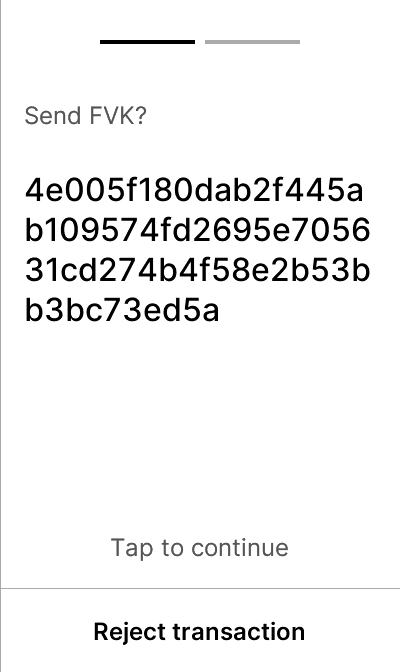 Send FVK?
4e005f180dab2f445a
b109574fd2695e7056
31cd274b4f58e2b53b
b3bc73ed5a
Tap to continue
Reject transaction